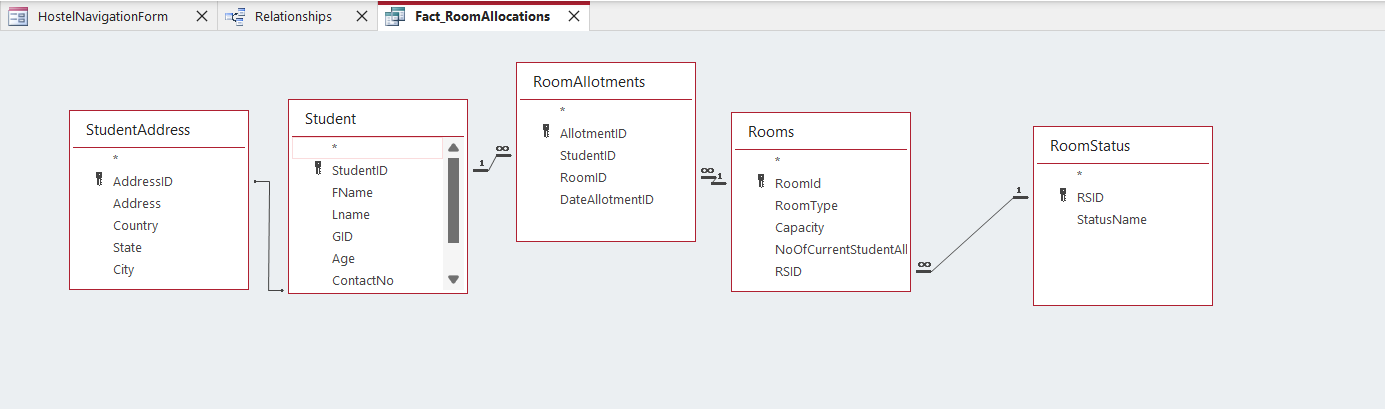 HostelNavigationForm
Relationships
Fact_RoomAllocations
StudentAddress
*
AddressID
Address
Country
State
City
Student
*
StudentID
FName
Lname
GID
Age
ContactNo
1
∞
RoomAllotments
*
AllotmentID
StudentID
RoomID
DateAllotmentID
∞
1
Rooms
*
RoomId
RoomType
Capacity
NoOfCurrentStudentAll
RSID
∞
1
RoomStatus
*
RSID
StatusName